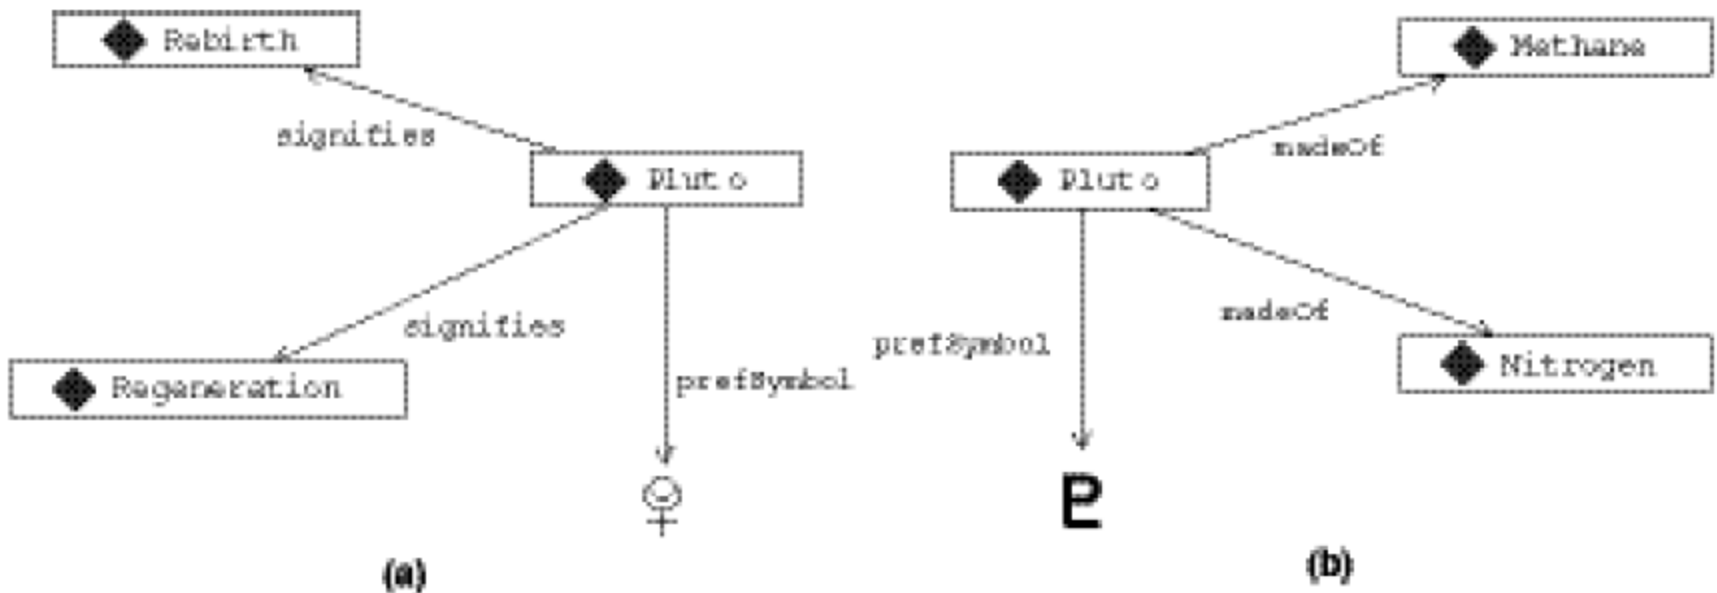 Rebirth
signifies
Pluto
signifies
Regeneration
prefSymbol
(a)
Methane
madeOf
Pluto
madeOf
prefSymbol
Nitrogen
(b)